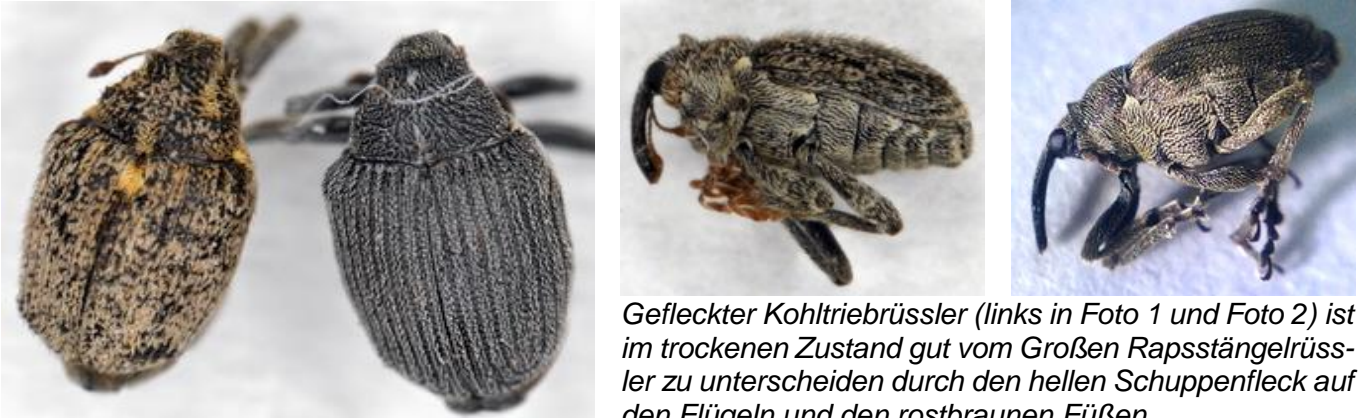 Gefleckter Kohltriebrüssler (links in Foto 1 und Foto 2) ist
im trockenen Zustand gut vom Großen Rapsstängelrüss-
ler zu unterscheiden durch den hellen Schuppenfleck auf
den Flügeln und den rostbraunen Füßen